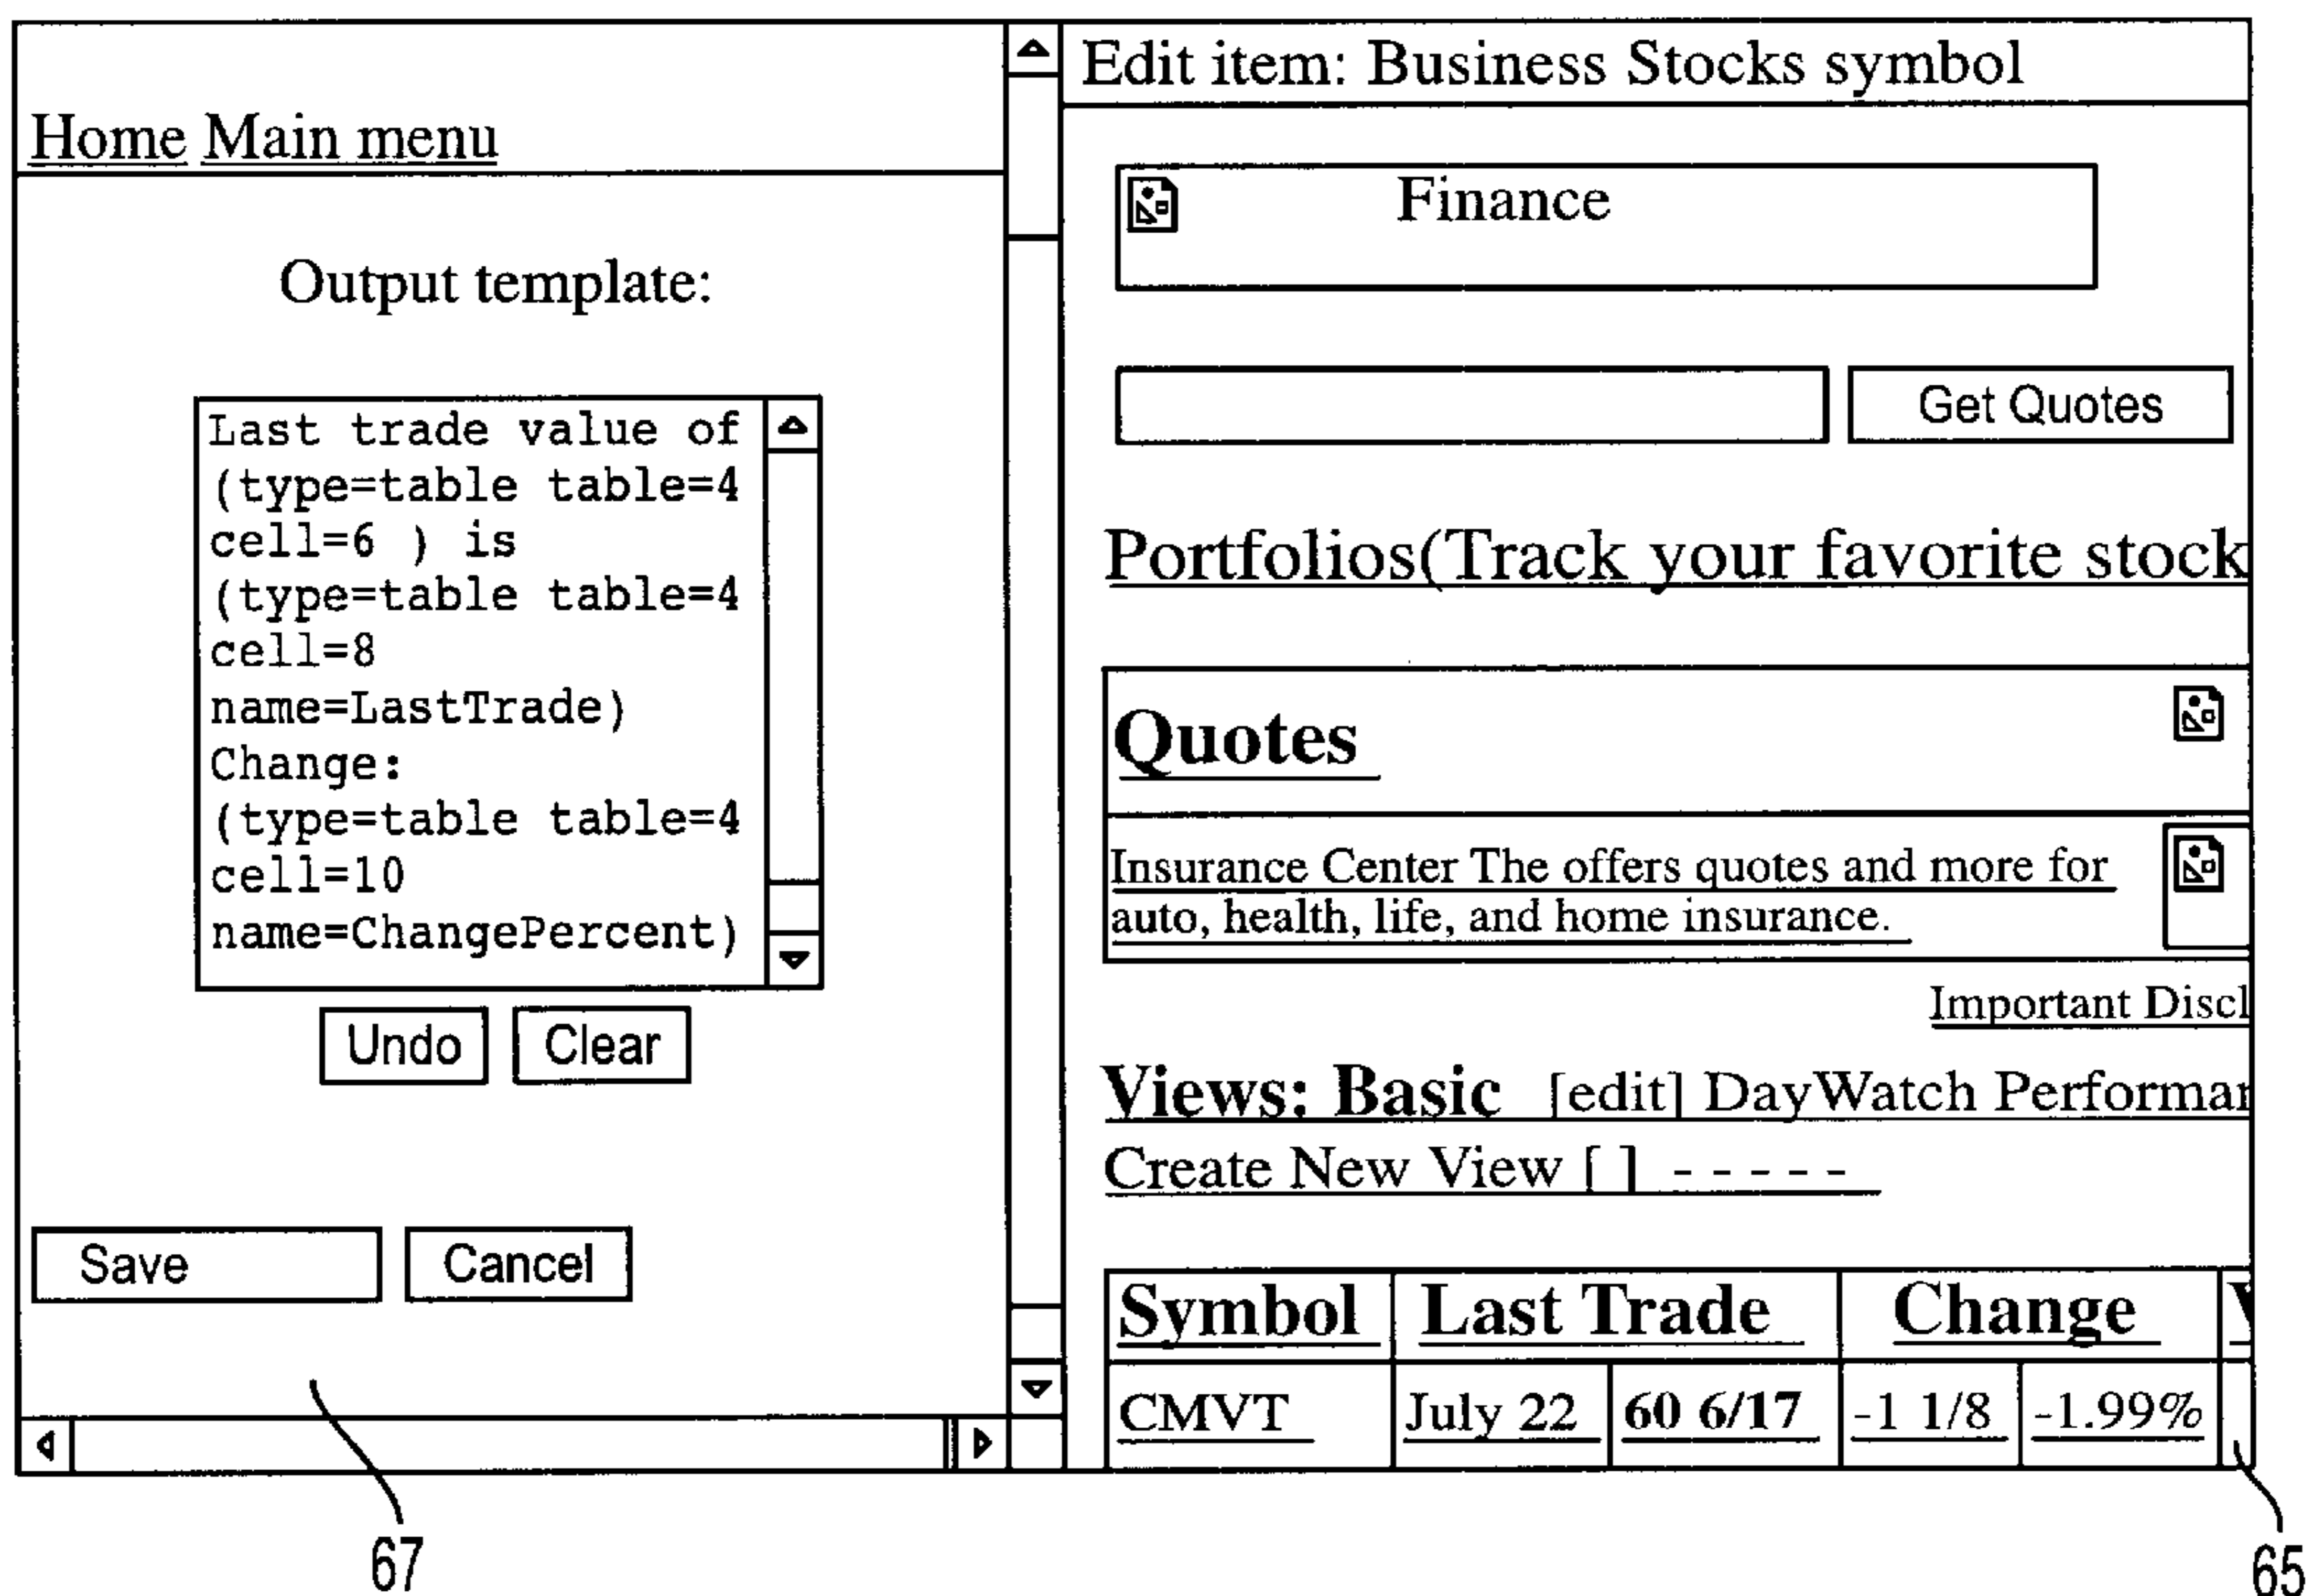 Home Main menu
Output template:
Last trade value of
(type=table table=4
cell=6 ) is
(type=table table=4
cell=8
name=LastTrade)
Change:
(type=table table=4
cell=10
name=ChangePercent)
Undo Clear
Save Cancel
67
Edit item: Business Stocks symbol
Finance
Get Quotes
Portfolios(Track your favorite stock
Quotes
Insurance Center The offers quotes and more for
auto, health, life, and home insurance.
Important Discl
Views: Basic [edit] DayWatch Performan
Create New View [ ] - - - - -
Symbol Last Trade Change
CMVT July 22 60 6/17 -1 1/8 -1.99%
65